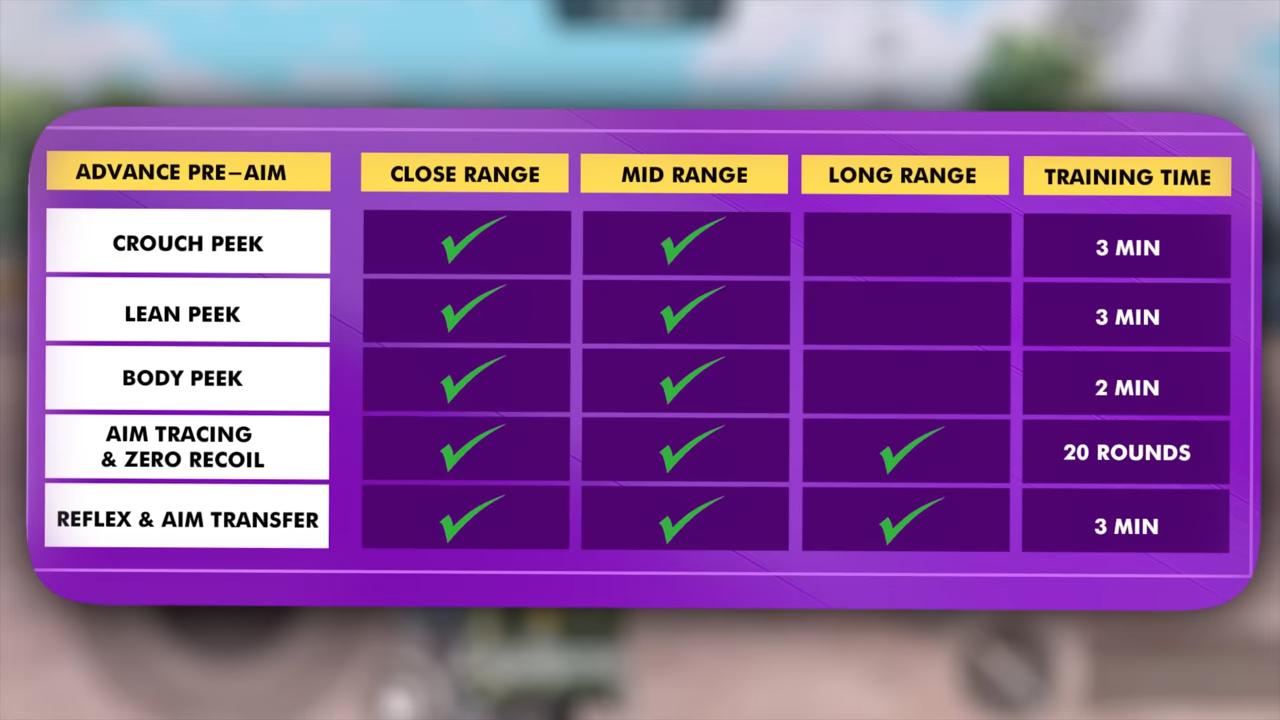 ADVANCE PRE–AIM CLOSE RANGE MID RANGE LONG RANGE TRAINING TIME
CROUCH PEEK 3 MIN
LEAN PEEK 3 MIN
BODY PEEK 2 MIN
AIM TRACING
& ZERO RECOIL 20 ROUNDS
REFLEX & AIM TRANSFER 3 MIN